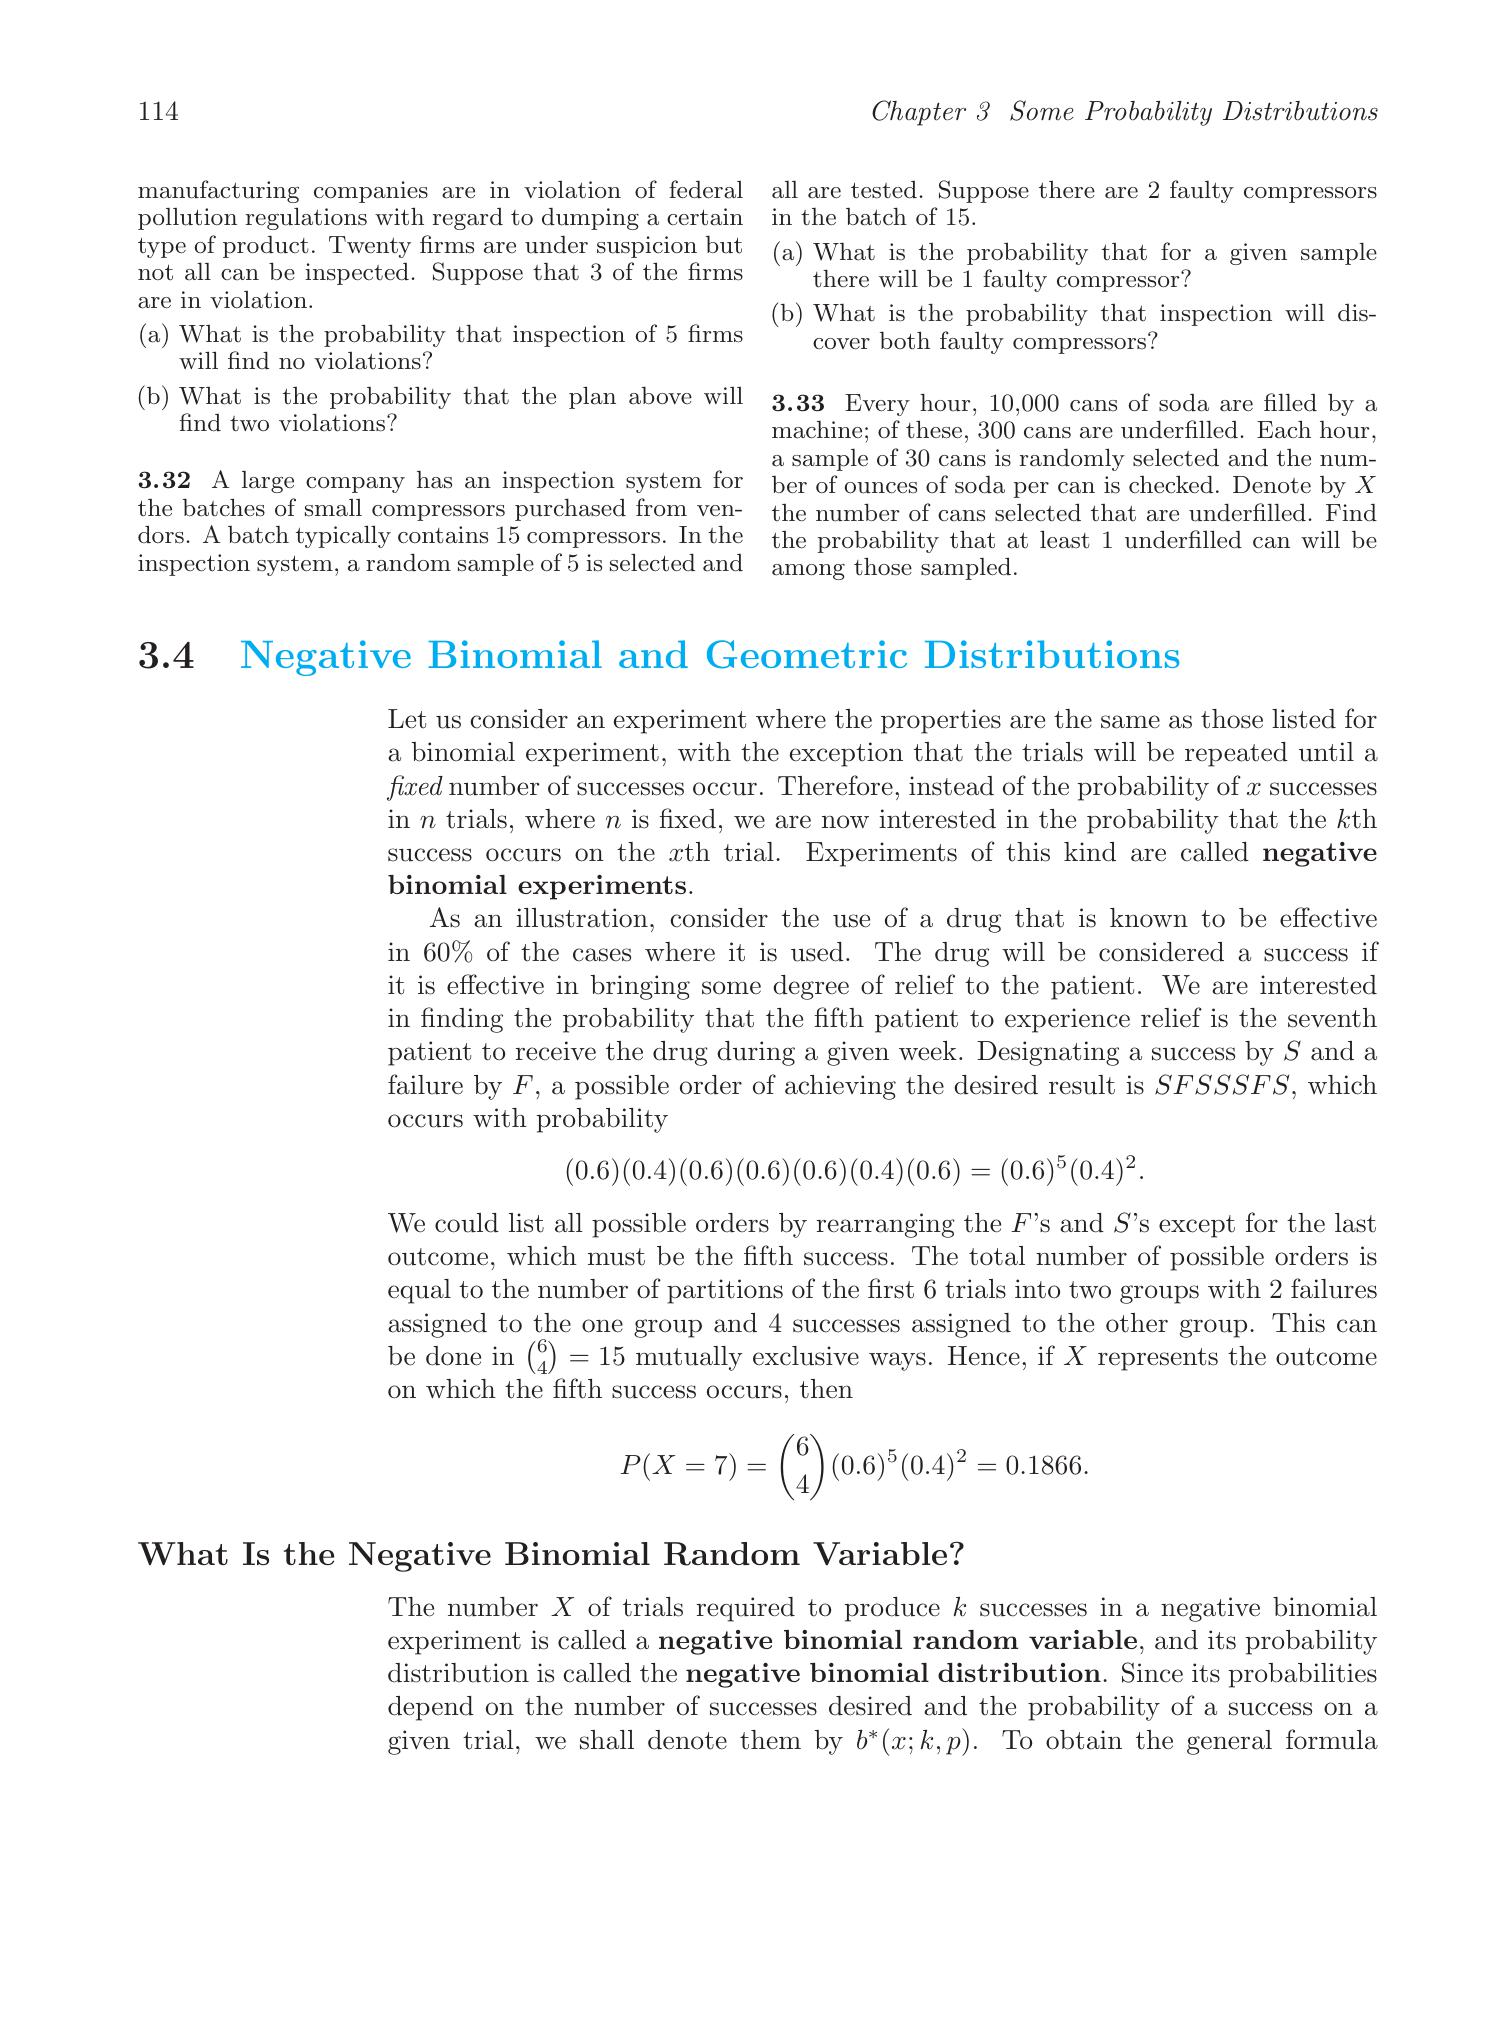 114
Chapter 3 Some Probability Distributions
manufacturing companies are in violation of federal
pollution regulations with regard to dumping a certain
type of product. Twenty firms are under suspicion but
not all can be inspected. Suppose that 3 of the firms
are in violation.
(a) What is the probability that inspection of 5 firms
will find no violations?
(b) What is the probability that the plan above will
find two violations?
3.32 A large company has an inspection system for
the batches of small compressors purchased from ven-
dors. A batch typically contains 15 compressors. In the
inspection system, a random sample of 5 is selected and
all are tested. Suppose there are 2 faulty compressors
in the batch of 15.
(a) What is the probability that for a given sample
there will be 1 faulty compressor?
(b) What is the probability that inspection will dis-
cover both faulty compressors?
3.33 Every hour, 10,000 cans of soda are filled by a
machine; of these, 300 cans are underfilled. Each hour,
a sample of 30 cans is randomly selected and the num-
ber of ounces of soda per can is checked. Denote by X
the number of cans selected that are underfilled. Find
the probability that at least 1 underfilled can will be
among those sampled.
3.4 Negative Binomial and Geometric Distributions
Let us consider an experiment where the properties are the same as those listed for
a binomial experiment, with the exception that the trials will be repeated until a
fixed number of successes occur. Therefore, instead of the probability of x successes
in n trials, where n is fixed, we are now interested in the probability that the kth
success occurs on the xth trial. Experiments of this kind are called negative
binomial experiments.
As an illustration, consider the use of a drug that is known to be effective
in 60% of the cases where it is used. The drug will be considered a success if
it is effective in bringing some degree of relief to the patient. We are interested
in finding the probability that the fifth patient to experience relief is the seventh
patient to receive the drug during a given week. Designating a success by S and a
failure by F, a possible order of achieving the desired result is SFSSSFS, which
occurs with probability
(0.6)(0.4)(0.6)(0.6)(0.6)(0.4)(0.6) = (0.6)⁵(0.4)².
We could list all possible orders by rearranging the F's and S's except for the last
outcome, which must be the fifth success. The total number of possible orders is
equal to the number of partitions of the first 6 trials into two groups with 2 failures
assigned to the one group and 4 successes assigned to the other group. This can
be done in (6 4) = 15 mutually exclusive ways. Hence, if X represents the outcome
on which the fifth success occurs, then
P(X = 7) = (6 4)(0.6)⁵(0.4)² = 0.1866.
What Is the Negative Binomial Random Variable?
The number X of trials required to produce k successes in a negative binomial
experiment is called a negative binomial random variable, and its probability
distribution is called the negative binomial distribution. Since its probabilities
depend on the number of successes desired and the probability of a success on a
given trial, we shall denote them by b*(x; k, p). To obtain the general formula